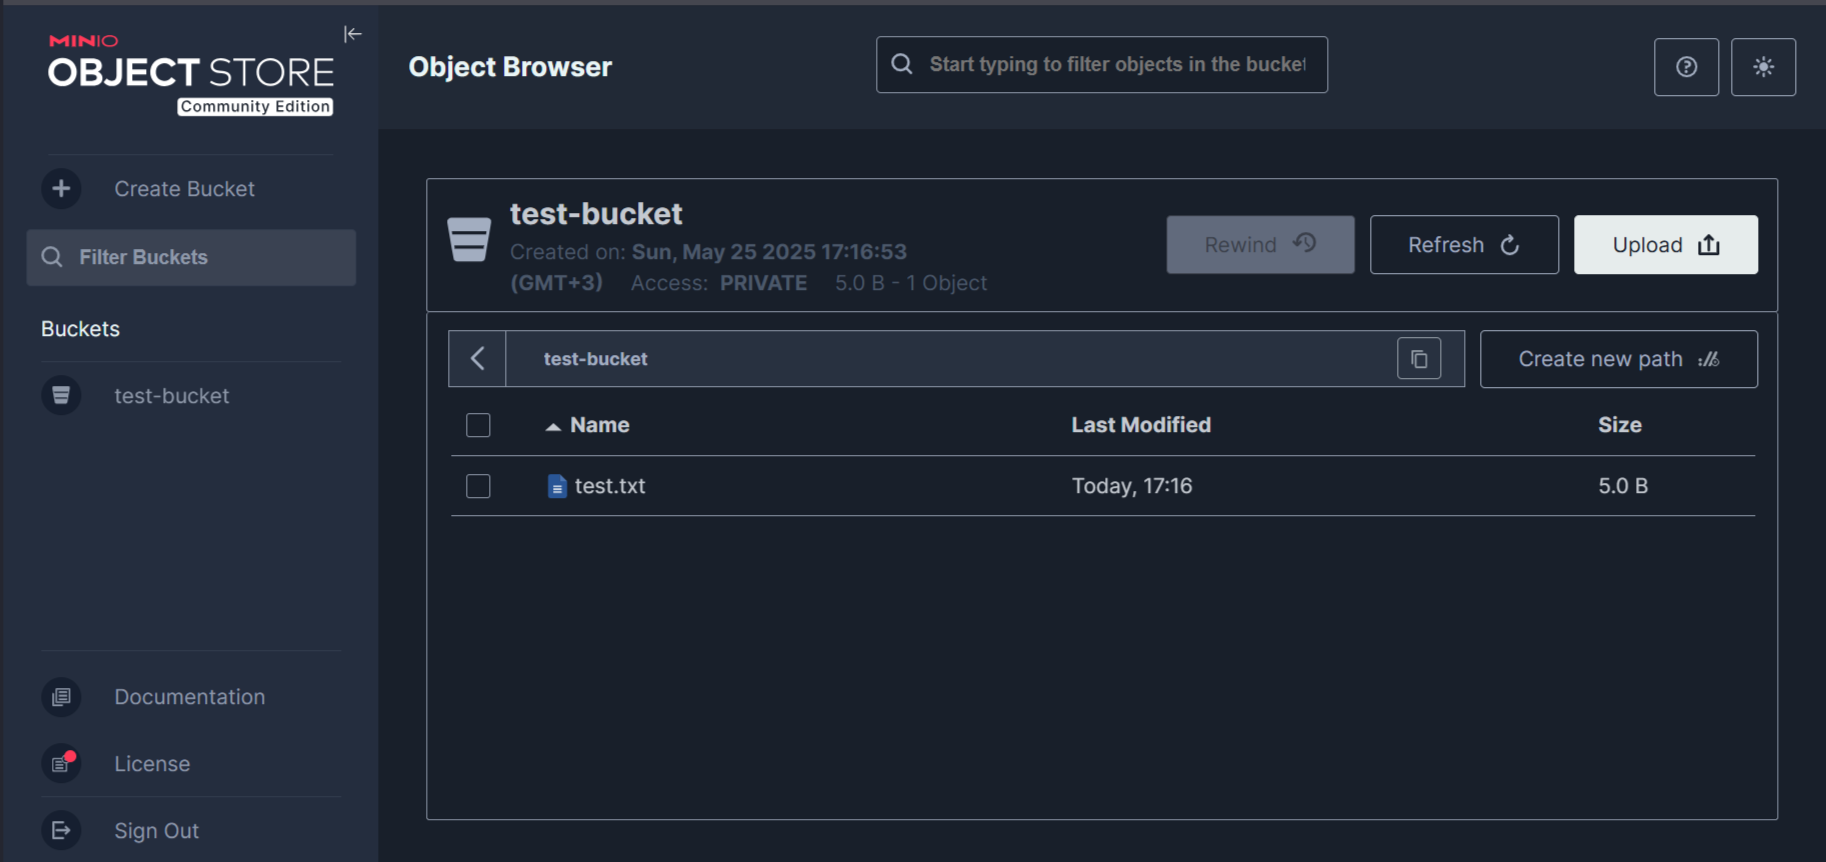 MINIO
OBJECT STORE
Community Edition
Create Bucket
Filter Buckets
Buckets
test-bucket
Documentation
License
Sign Out
Object Browser
Start typing to filter objects in the bucket
test-bucket
Created on: Sun, May 25 2025 17:16:53
(GMT+3) Access: PRIVATE 5.0 B - 1 Object
Rewind
Refresh
Upload
test-bucket
Create new path
Name Last Modified Size
test.txt Today, 17:16 5.0 B